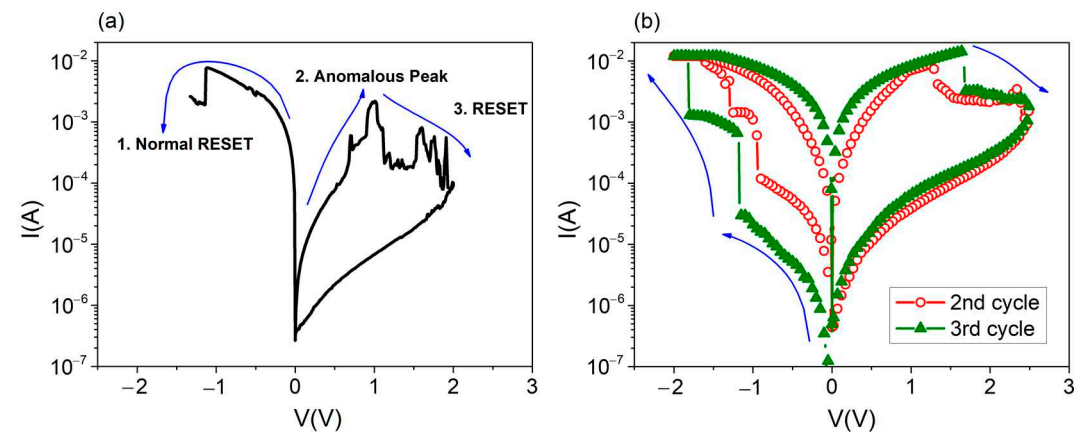 (a)
I(A)
10⁻²
10⁻³
10⁻⁴
10⁻⁵
10⁻⁶
10⁻⁷
1. Normal RESET
2. Anomalous Peak
3. RESET
−2 −1 0 1 2 3
V(V)
(b)
I(A)
10⁻²
10⁻³
10⁻⁴
10⁻⁵
10⁻⁶
10⁻⁷
2nd cycle
3rd cycle
−2 −1 0 1 2 3
V(V)